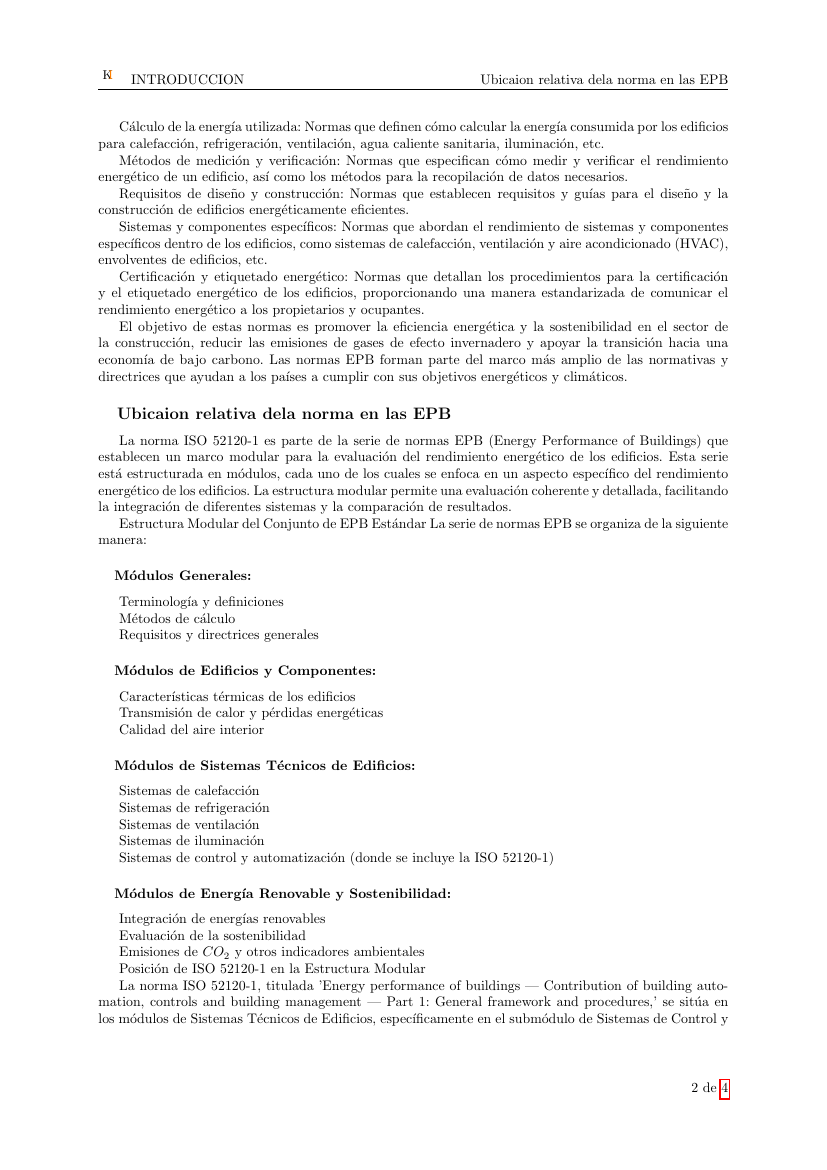 K INTRODUCCION Ubicaion relativa dela norma en las EPB
Cálculo de la energía utilizada: Normas que definen cómo calcular la energía consumida por los edificios
para calefacción, refrigeración, ventilación, agua caliente sanitaria, iluminación, etc.
Métodos de medición y verificación: Normas que especifican cómo medir y verificar el rendimiento
energético de un edificio, así como los métodos para la recopilación de datos necesarios.
Requisitos de diseño y construcción: Normas que establecen requisitos y guías para el diseño y la
construcción de edificios energéticamente eficientes.
Sistemas y componentes específicos: Normas que abordan el rendimiento de sistemas y componentes
específicos dentro de los edificios, como sistemas de calefacción, ventilación y aire acondicionado (HVAC),
envolventes de edificios, etc.
Certificación y etiquetado energético: Normas que detallan los procedimientos para la certificación
y el etiquetado energético de los edificios, proporcionando una manera estandarizada de comunicar el
rendimiento energético a los propietarios y ocupantes.
El objetivo de estas normas es promover la eficiencia energética y la sostenibilidad en el sector de
la construcción, reducir las emisiones de gases de efecto invernadero y apoyar la transición hacia una
economía de bajo carbono. Las normas EPB forman parte del marco más amplio de las normativas y
directrices que ayudan a los países a cumplir con sus objetivos energéticos y climáticos.
Ubicaion relativa dela norma en las EPB
La norma ISO 52120-1 es parte de la serie de normas EPB (Energy Performance of Buildings) que
establecen un marco modular para la evaluación del rendimiento energético de los edificios. Esta serie
está estructurada en módulos, cada uno de los cuales se enfoca en un aspecto específico del rendimiento
energético de los edificios. La estructura modular permite una evaluación coherente y detallada, facilitando
la integración de diferentes sistemas y la comparación de resultados.
Estructura Modular del Conjunto de EPB Estándar La serie de normas EPB se organiza de la siguiente
manera:
Módulos Generales:
Terminología y definiciones
Métodos de cálculo
Requisitos y directrices generales
Módulos de Edificios y Componentes:
Características térmicas de los edificios
Transmisión de calor y pérdidas energéticas
Calidad del aire interior
Módulos de Sistemas Técnicos de Edificios:
Sistemas de calefacción
Sistemas de refrigeración
Sistemas de ventilación
Sistemas de iluminación
Sistemas de control y automatización (donde se incluye la ISO 52120-1)
Módulos de Energía Renovable y Sostenibilidad:
Integración de energías renovables
Evaluación de la sostenibilidad
Emisiones de CO₂ y otros indicadores ambientales
Posición de ISO 52120-1 en la Estructura Modular
La norma ISO 52120-1, titulada 'Energy performance of buildings — Contribution of building auto-
mation, controls and building management — Part 1: General framework and procedures,' se sitúa en
los módulos de Sistemas Técnicos de Edificios, específicamente en el submódulo de Sistemas de Control y
2 de 4